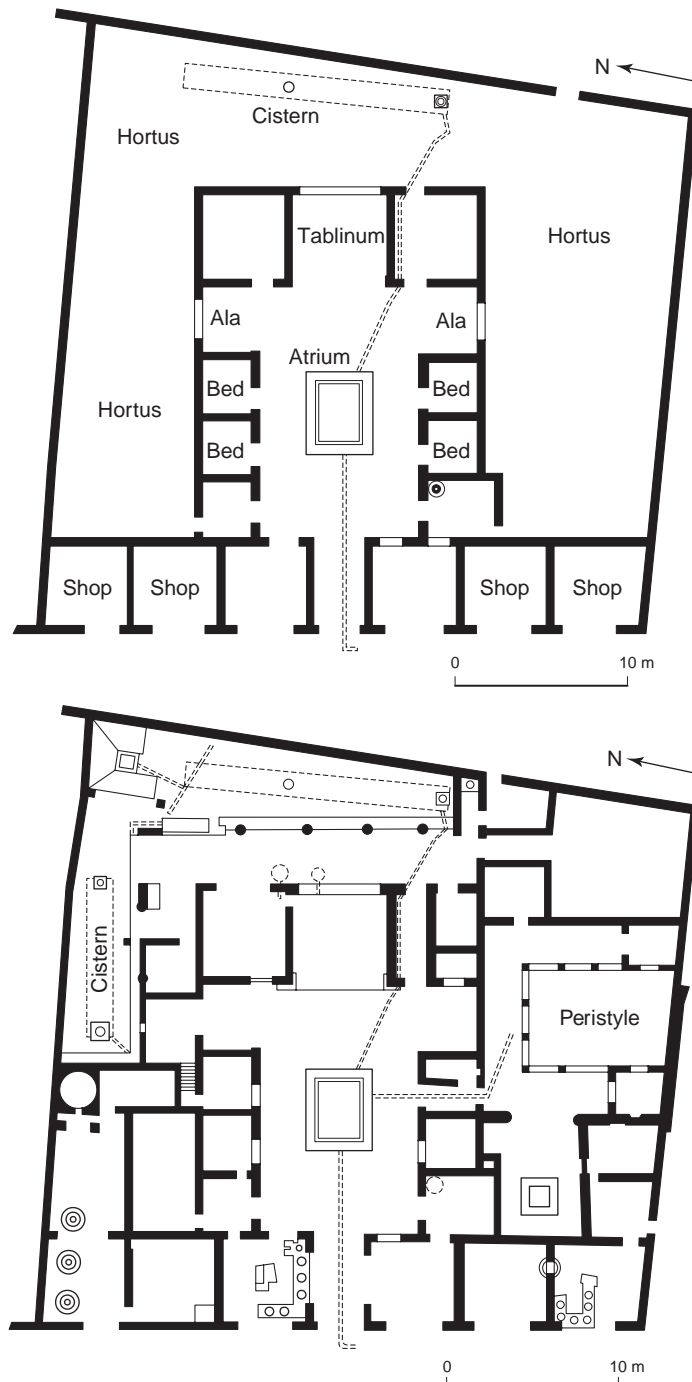 N
Cistern
Hortus
Tablinum
Hortus
Ala
Ala
Atrium
Bed
Bed
Hortus
Bed
Bed
Shop
Shop
Shop
Shop
0
10 m
N
Cistern
Peristyle
0
10 m